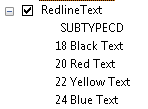 RedlineText
SUBTYPECD
18 Black Text
20 Red Text
22 Yellow Text
24 Blue Text